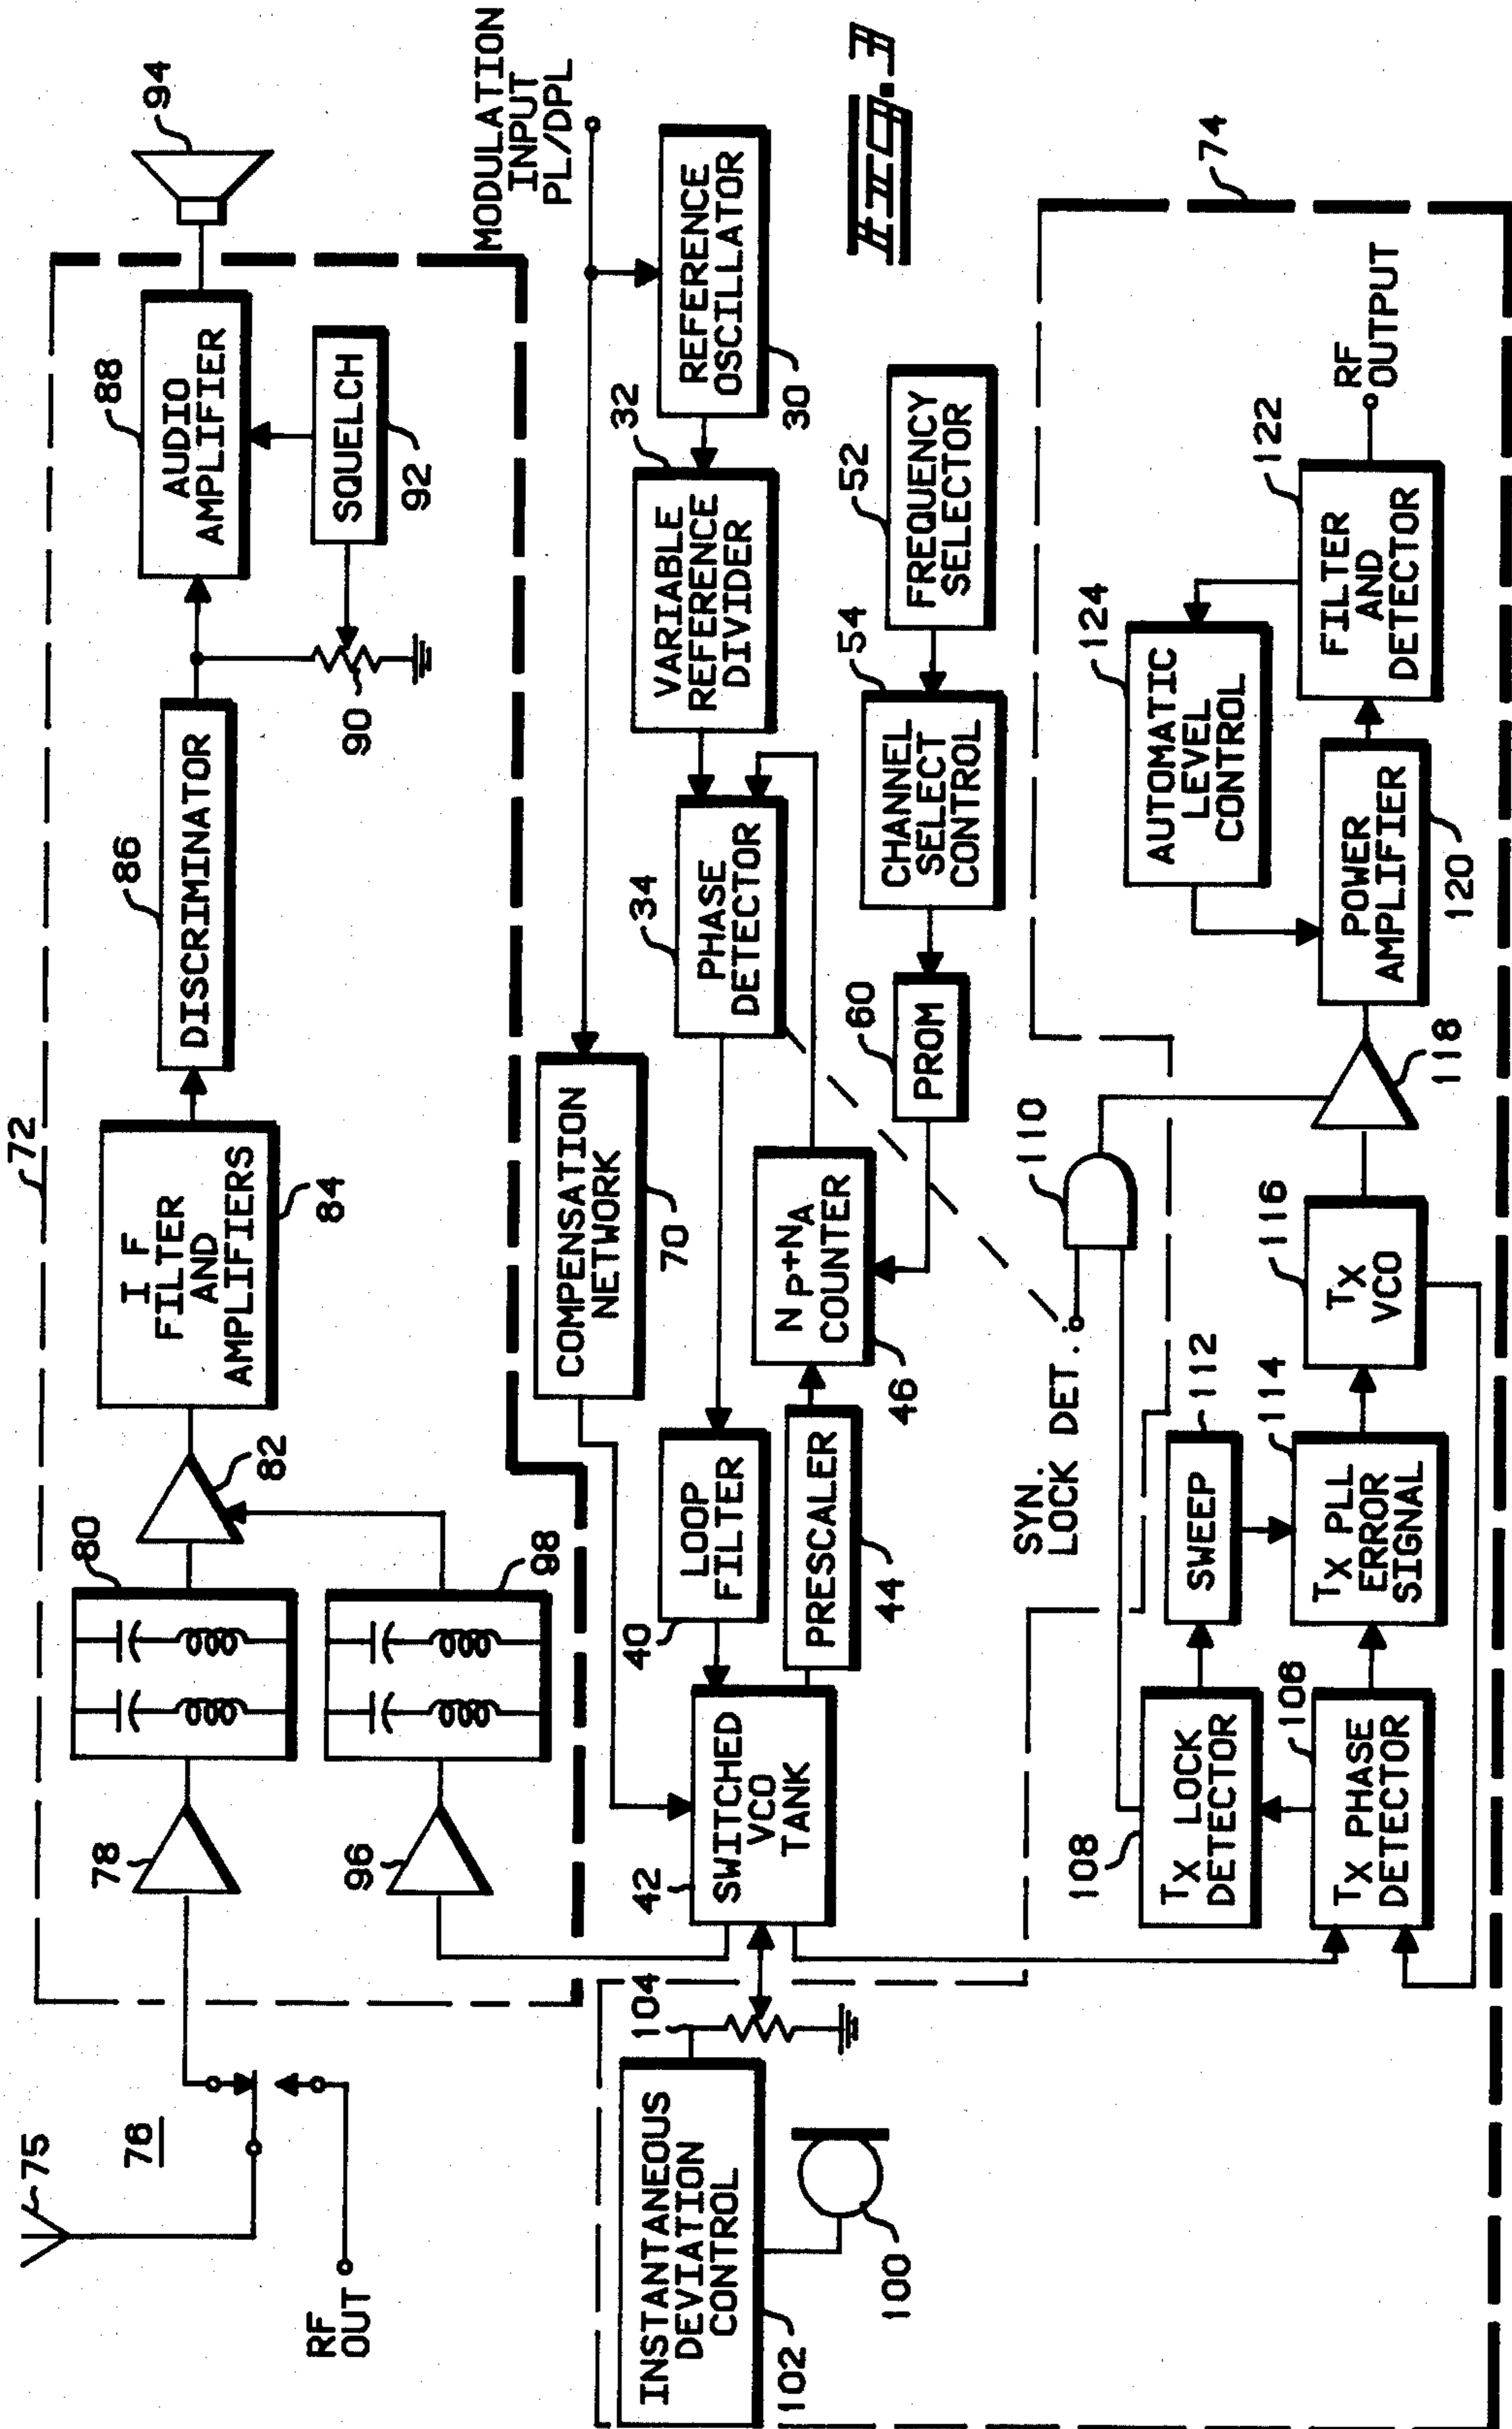 75
76
RF
OUT
72
78
80
82
I F
FILTER
AND
AMPLIFIERS
84
86
DISCRIMINATOR
90
88
AUDIO
AMPLIFIER
SQUELCH
92
94
96
98
COMPENSATION
NETWORK
70
MODULATION
INPUT
PL/DPL
REFERENCE
OSCILLATOR
30
32
VARIABLE
REFERENCE
DIVIDER
34
PHASE
DETECTOR
40
LOOP
FILTER
42
SWITCHED
VCO
TANK
PRESCALER
44
NP+NA
COUNTER
46
60
PROM
54
CHANNEL
SELECT
CONTROL
52
FREQUENCY
SELECTOR
FIG. 3
INSTANTANEOUS
DEVIATION
CONTROL
102
100
104
SYN.
LOCK DET.
110
74
108
TX LOCK
DETECTOR
SWEEP
112
106
TX PHASE
DETECTOR
114
TX PLL
ERROR
SIGNAL
116
TX
VCO
118
POWER
AMPLIFIER
120
124
AUTOMATIC
LEVEL
CONTROL
122
FILTER
AND
DETECTOR
RF
OUTPUT